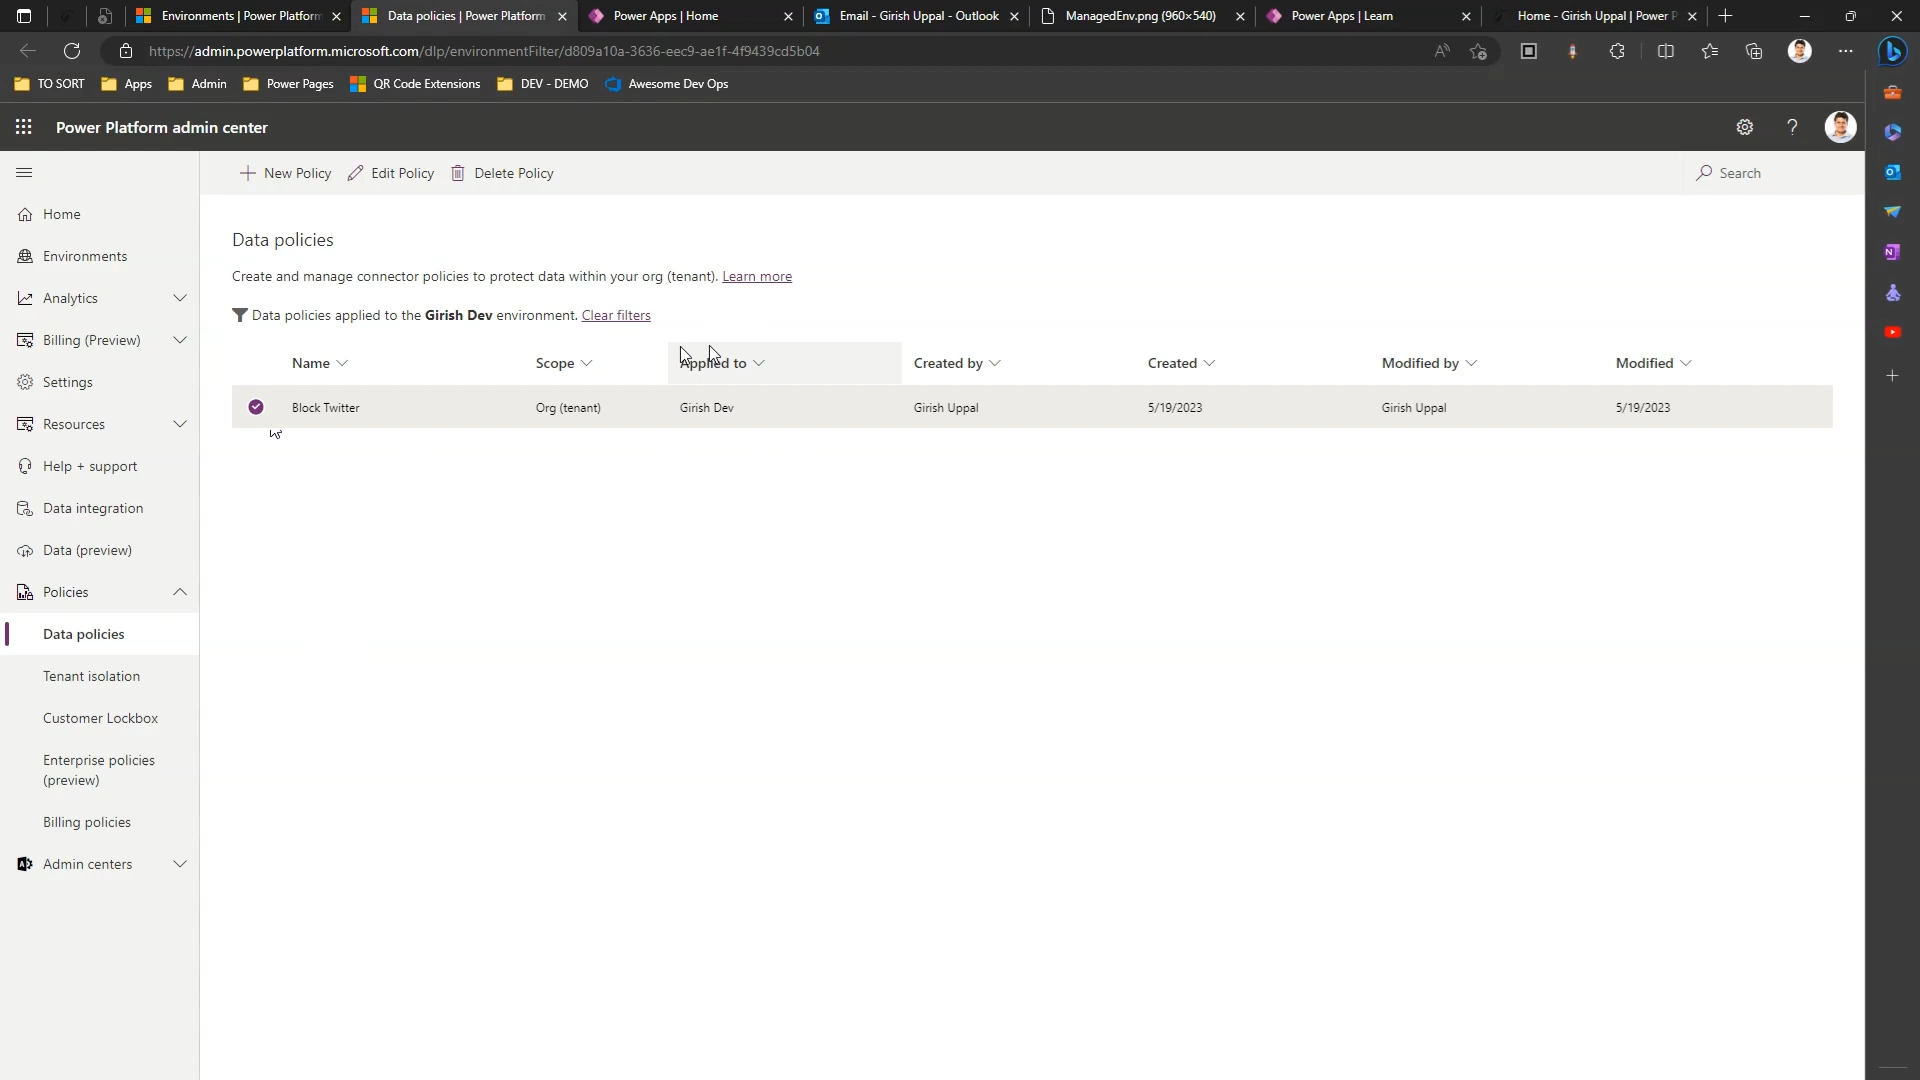 Environments | Power Platform
Data policies | Power Platform
Power Apps | Home
Email - Girish Uppal - Outlook
ManagedEnv.png (960×540)
Power Apps | Learn
Home - Girish Uppal | Power P
https://admin.powerplatform.microsoft.com/dlp/environmentFilter/d809a10a-3636-eec9-ae1f-4f9439cd5b04
TO SORT
Apps
Admin
Power Pages
QR Code Extensions
DEV - DEMO
Awesome Dev Ops
Power Platform admin center
New Policy
Edit Policy
Delete Policy
Search
Home
Environments
Analytics
Billing (Preview)
Settings
Resources
Help + support
Data integration
Data (preview)
Policies
Data policies
Tenant isolation
Customer Lockbox
Enterprise policies
(preview)
Billing policies
Admin centers
Data policies
Create and manage connector policies to protect data within your org (tenant). Learn more
Data policies applied to the Girish Dev environment. Clear filters
Name Scope Applied to Created by Created Modified by Modified
Block Twitter Org (tenant) Girish Dev Girish Uppal 5/19/2023 Girish Uppal 5/19/2023